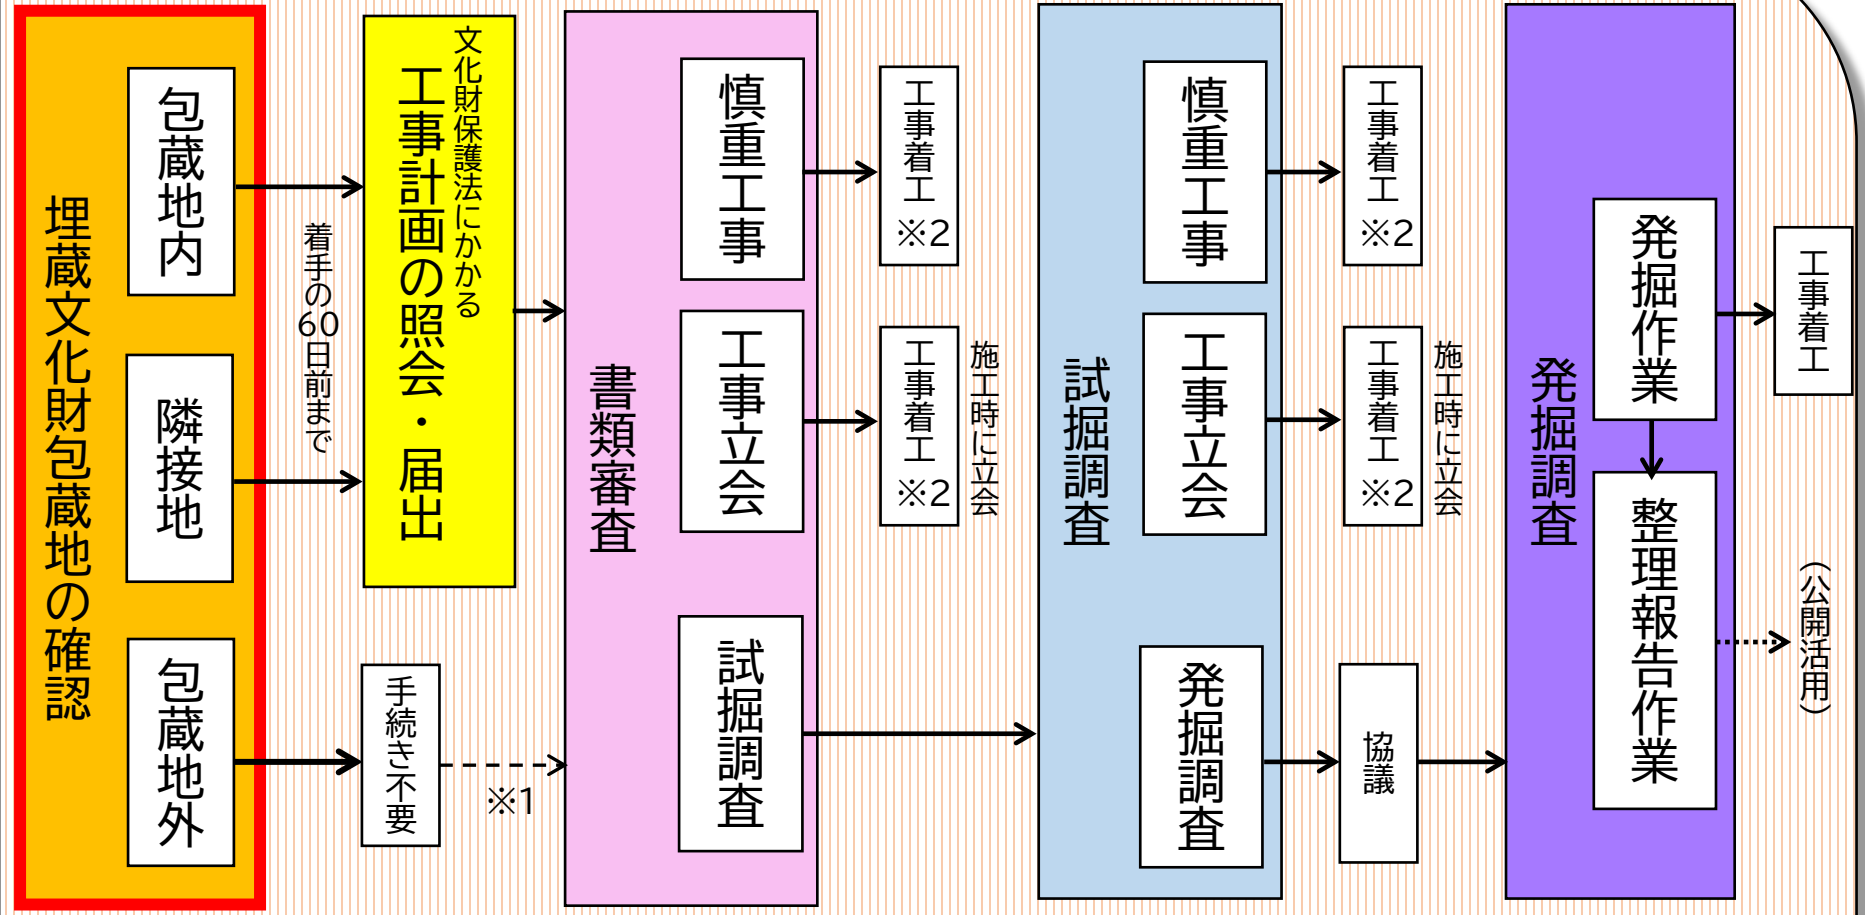 埋蔵文化財包蔵地の確認
包蔵地内
隣接地
包蔵地外
着手の60日前まで
文化財保護法にかかる
工事計画の照会・届出
手続き不要
※1
書類審査
慎重工事
工事立会
試掘調査
工事着工
※2
工事着工
※2
施工時に立会
試掘調査
慎重工事
工事立会
発掘調査
工事着工
※2
工事着工
※2
施工時に立会
協議
発掘調査
発掘作業
整理報告作業
工事着工
（公開活用）